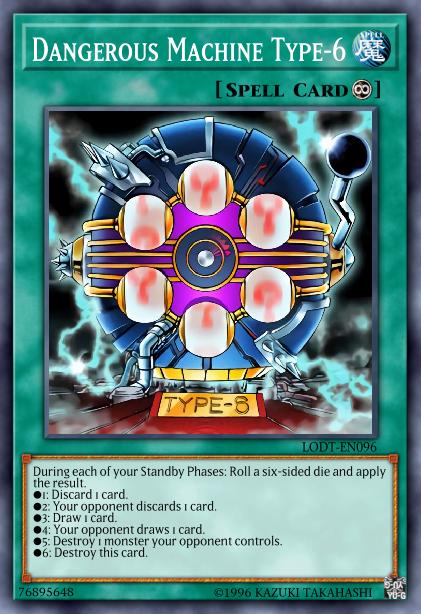 DANGEROUS MACHINE TYPE-6
SPELL
魔
[SPELL CARD ]
TYPE-6
LODT-EN096
During each of your Standby Phases: Roll a six-sided die and apply
the result.
●1: Discard 1 card.
●2: Your opponent discards 1 card.
●3: Draw 1 card.
●4: Your opponent draws 1 card.
●5: Destroy 1 monster your opponent controls.
●6: Destroy this card.
76895648
©1996 KAZUKI TAKAHASHI